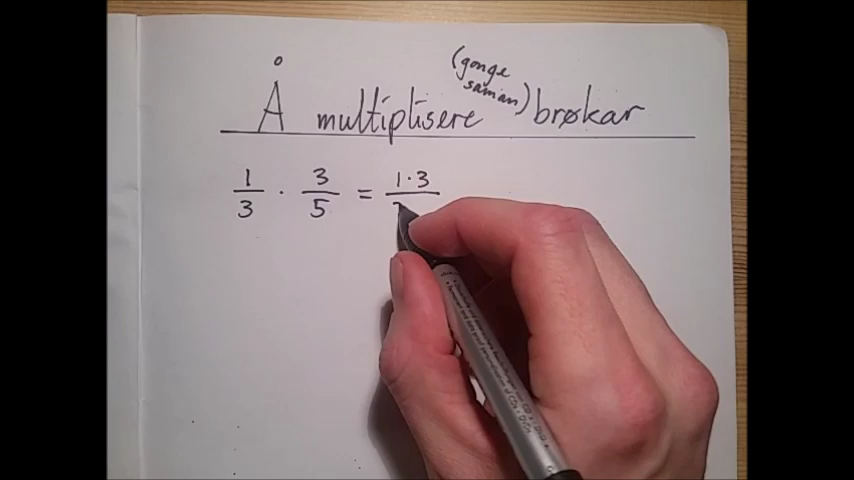 Å multiplisere (gonge saman) brøkar
1/3 · 3/5 = 1·3/